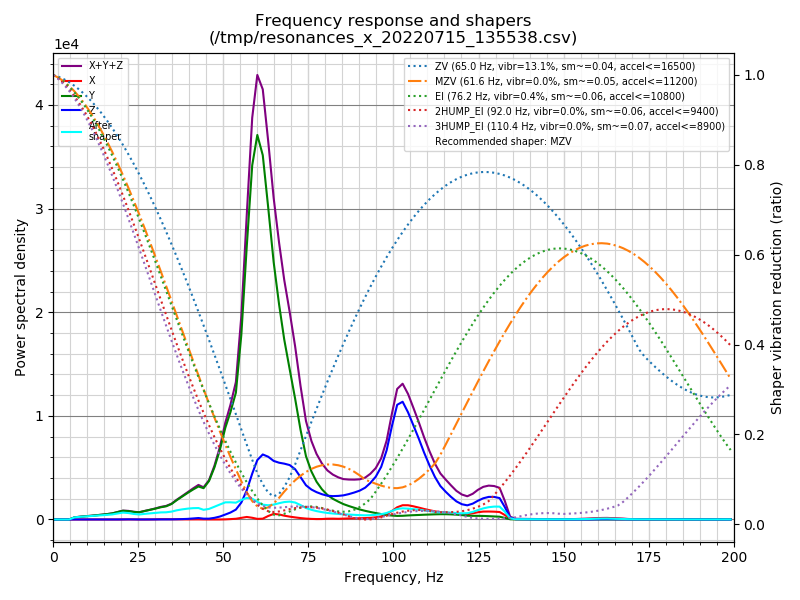 Frequency response and shapers
(/tmp/resonances_x_20220715_135538.csv)
1e4
X+Y+Z
X
Y
Z
After
shaper
ZV (65.0 Hz, vibr=13.1%, sm~=0.04, accel<=16500)
MZV (61.6 Hz, vibr=0.0%, sm~=0.05, accel<=11200)
EI (76.2 Hz, vibr=0.4%, sm~=0.06, accel<=10800)
2HUMP_EI (92.0 Hz, vibr=0.0%, sm~=0.06, accel<=9400)
3HUMP_EI (110.4 Hz, vibr=0.0%, sm~=0.07, accel<=8900)
Recommended shaper: MZV
Power spectral density
4
3
2
1
0
1.0
0.8
0.6
0.4
0.2
0.0
Shaper vibration reduction (ratio)
0 25 50 75 100 125 150 175 200
Frequency, Hz